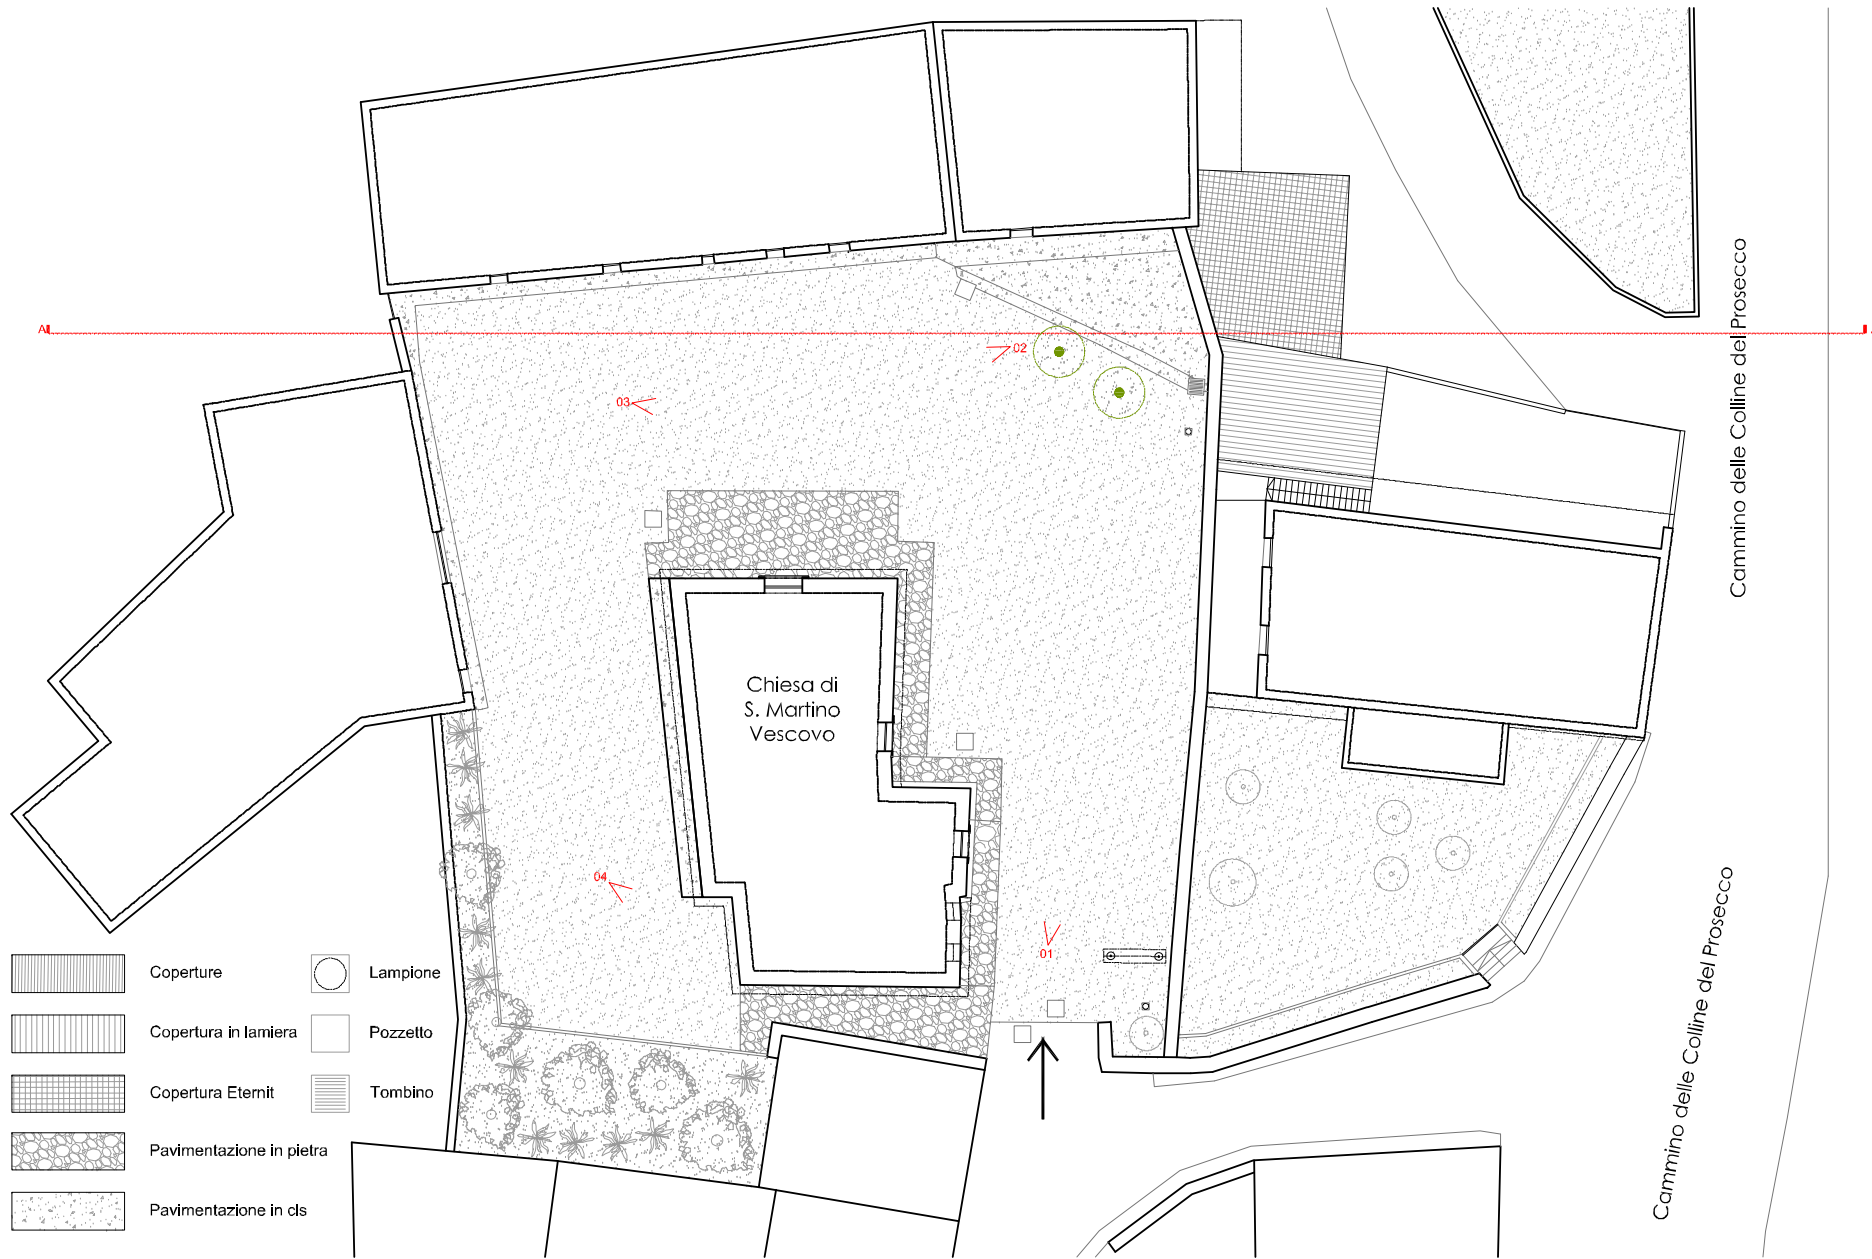 A
02
03
Cammino delle Colline del Prosecco
Chiesa di
S. Martino
Vescovo
04
01
Cammino delle Colline del Prosecco
Coperture
Lampione
Copertura in lamiera
Pozzetto
Copertura Eternit
Tombino
Pavimentazione in pietra
Pavimentazione in cls